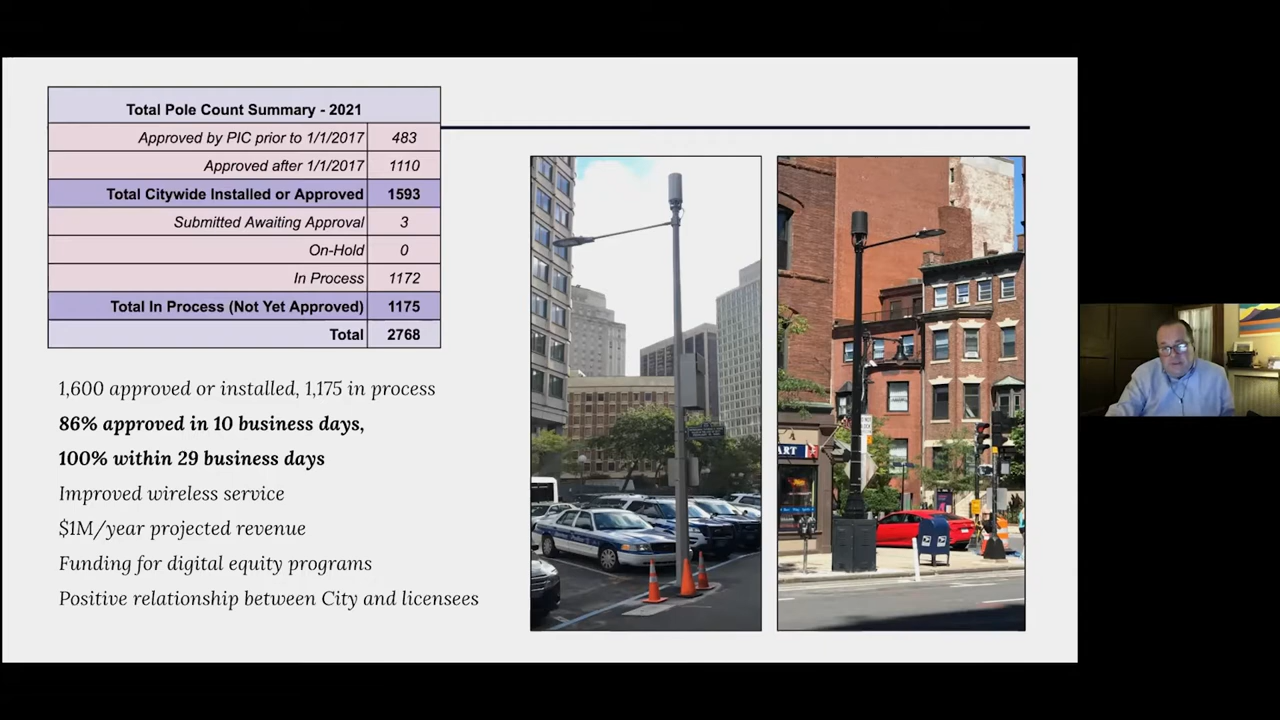 Total Pole Count Summary - 2021
Approved by PIC prior to 1/1/2017 483
Approved after 1/1/2017 1110
Total Citywide Installed or Approved 1593
Submitted Awaiting Approval 3
On-Hold 0
In Process 1172
Total In Process (Not Yet Approved) 1175
Total 2768
1,600 approved or installed, 1,175 in process
86% approved in 10 business days,
100% within 29 business days
Improved wireless service
$1M/year projected revenue
Funding for digital equity programs
Positive relationship between City and licensees